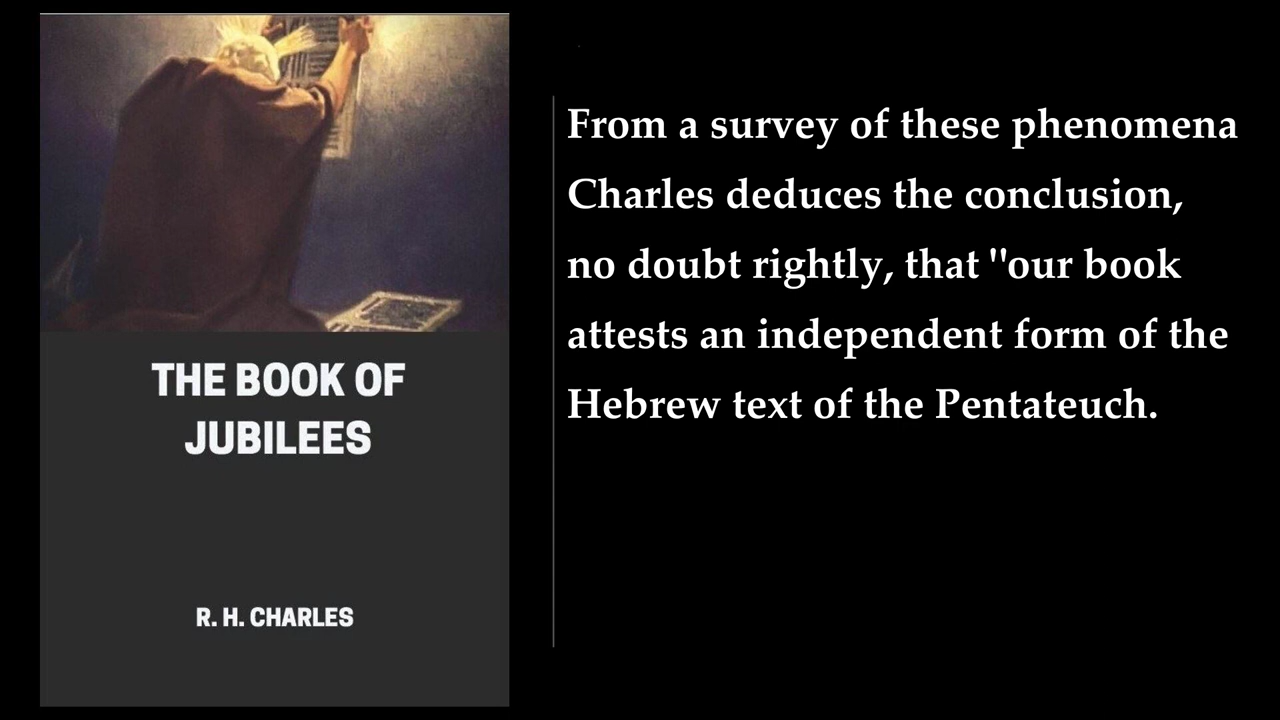 THE BOOK OF
JUBILEES
R. H. CHARLES
From a survey of these phenomena
Charles deduces the conclusion,
no doubt rightly, that "our book
attests an independent form of the
Hebrew text of the Pentateuch.